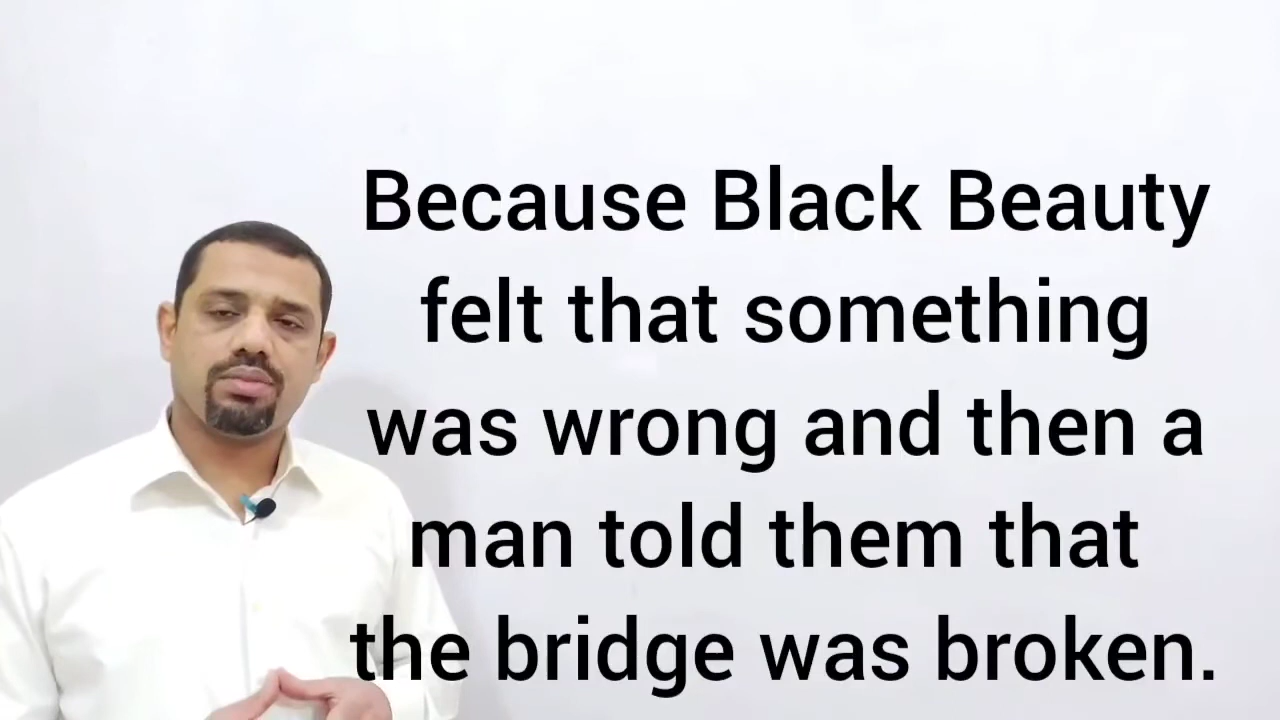 Because Black Beauty
felt that something
was wrong and then a
man told them that
the bridge was broken.